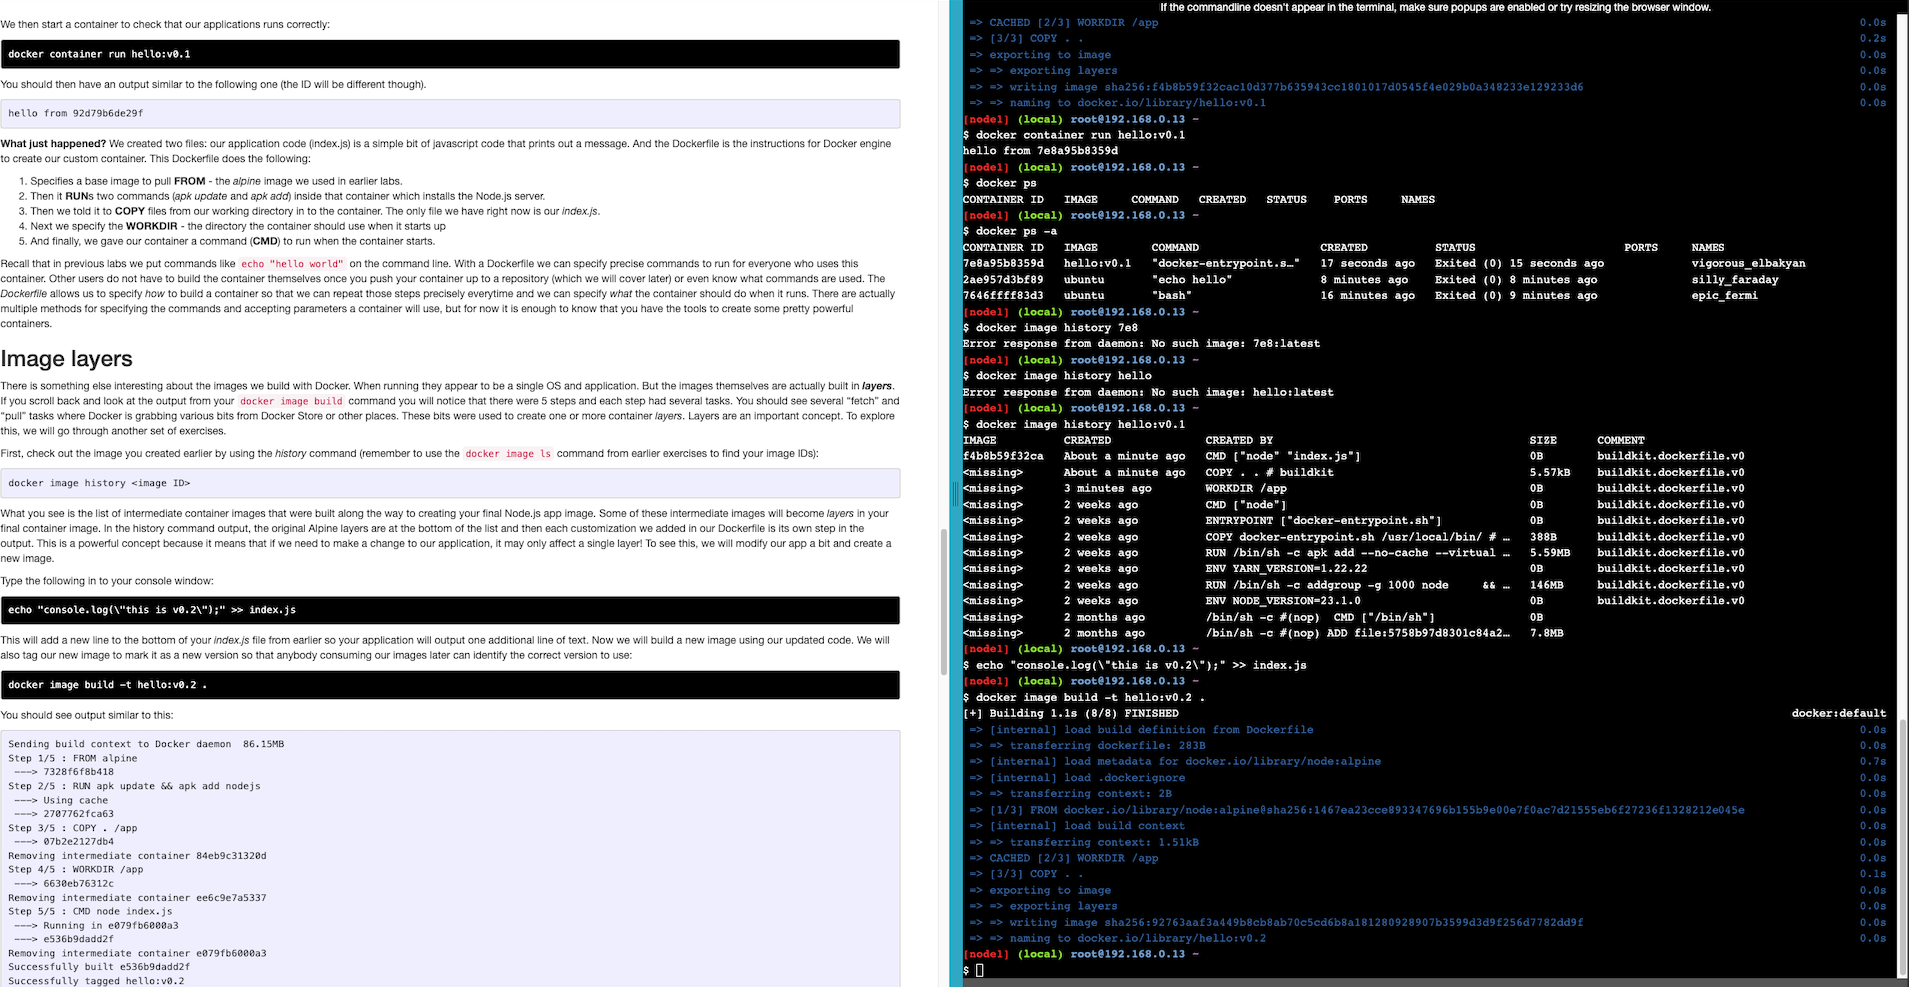 We then start a container to check that our applications runs correctly:
docker container run hello:v0.1
You should then have an output similar to the following one (the ID will be different though).
hello from 92d79b6de29f
What just happened? We created two files: our application code (index.js) is a simple bit of javascript code that prints out a message. And the Dockerfile is the instructions for Docker engine
to create our custom container. This Dockerfile does the following:
1. Specifies a base image to pull FROM - the alpine image we used in earlier labs.
2. Then it RUNs two commands (apk update and apk add) inside that container which installs the Node.js server.
3. Then we told it to COPY files from our working directory in to the container. The only file we have right now is our index.js.
4. Next we specify the WORKDIR - the directory the container should use when it starts up
5. And finally, we gave our container a command (CMD) to run when the container starts.
Recall that in previous labs we put commands like echo "hello world" on the command line. With a Dockerfile we can specify precise commands to run for everyone who uses this
container. Other users do not have to build the container themselves once you push your container up to a repository (which we will cover later) or even know what commands are used. The
Dockerfile allows us to specify how to build a container so that we can repeat those steps precisely everytime and we can specify what the container should do when it runs. There are actually
multiple methods for specifying the commands and accepting parameters a container will use, but for now it is enough to know that you have the tools to create some pretty powerful
containers.
Image layers
There is something else interesting about the images we build with Docker. When running they appear to be a single OS and application. But the images themselves are actually built in layers.
If you scroll back and look at the output from your docker image build command you will notice that there were 5 steps and each step had several tasks. You should see several “fetch” and
“pull” tasks where Docker is grabbing various bits from Docker Store or other places. These bits were used to create one or more container layers. Layers are an important concept. To explore
this, we will go through another set of exercises.
First, check out the image you created earlier by using the history command (remember to use the docker image ls command from earlier exercises to find your image IDs):
docker image history <image ID>
What you see is the list of intermediate container images that were built along the way to creating your final Node.js app image. Some of these intermediate images will become layers in your
final container image. In the history command output, the original Alpine layers are at the bottom of the list and then each customization we added in our Dockerfile is its own step in the
output. This is a powerful concept because it means that if we need to make a change to our application, it may only affect a single layer! To see this, we will modify our app a bit and create a
new image.
Type the following in to your console window:
echo "console.log(\"this is v0.2\");" >> index.js
This will add a new line to the bottom of your index.js file from earlier so your application will output one additional line of text. Now we will build a new image using our updated code. We will
also tag our new image to mark it as a new version so that anybody consuming our images later can identify the correct version to use:
docker image build -t hello:v0.2 .
You should see output similar to this:
Sending build context to Docker daemon  86.15MB
Step 1/5 : FROM alpine
---> 7328f6f8b418
Step 2/5 : RUN apk update && apk add nodejs
---> Using cache
---> 2707762fca63
Step 3/5 : COPY . /app
---> 07b2e2127db4
Removing intermediate container 84eb9c31320d
Step 4/5 : WORKDIR /app
---> 6630eb76312c
Removing intermediate container ee6c9e7a5337
Step 5/5 : CMD node index.js
---> Running in e079fb6000a3
---> e536b9dadd2f
Removing intermediate container e079fb6000a3
Successfully built e536b9dadd2f
Successfully tagged hello:v0.2
If the commandline doesn't appear in the terminal, make sure popups are enabled or try resizing the browser window.
=> CACHED [2/3] WORKDIR /app 0.0s
=> [3/3] COPY . . 0.2s
=> exporting to image 0.0s
=> => exporting layers 0.0s
=> => writing image sha256:f4b8b59f32cac10d377b635943cc1801017d0545f4e029b0a348233e129233d6 0.0s
=> => naming to docker.io/library/hello:v0.1 0.0s
[node1] (local) root@192.168.0.13 ~
$ docker container run hello:v0.1
hello from 7e8a95b8359d
[node1] (local) root@192.168.0.13 ~
$ docker ps
CONTAINER ID   IMAGE     COMMAND   CREATED   STATUS    PORTS     NAMES
[node1] (local) root@192.168.0.13 ~
$ docker ps -a
CONTAINER ID   IMAGE        COMMAND                  CREATED          STATUS                      PORTS     NAMES
7e8a95b8359d   hello:v0.1   "docker-entrypoint.s…"   17 seconds ago   Exited (0) 15 seconds ago             vigorous_elbakyan
2ae957d3bf89   ubuntu       "echo hello"             8 minutes ago    Exited (0) 8 minutes ago              silly_faraday
7646ffff83d3   ubuntu       "bash"                   16 minutes ago   Exited (0) 9 minutes ago              epic_fermi
[node1] (local) root@192.168.0.13 ~
$ docker image history 7e8
Error response from daemon: No such image: 7e8:latest
[node1] (local) root@192.168.0.13 ~
$ docker image history hello
Error response from daemon: No such image: hello:latest
[node1] (local) root@192.168.0.13 ~
$ docker image history hello:v0.1
IMAGE          CREATED              CREATED BY                                      SIZE      COMMENT
f4b8b59f32ca   About a minute ago   CMD ["node" "index.js"]                         0B        buildkit.dockerfile.v0
<missing>      About a minute ago   COPY . . # buildkit                             5.57kB    buildkit.dockerfile.v0
<missing>      3 minutes ago        WORKDIR /app                                    0B        buildkit.dockerfile.v0
<missing>      2 weeks ago          CMD ["node"]                                    0B        buildkit.dockerfile.v0
<missing>      2 weeks ago          ENTRYPOINT ["docker-entrypoint.sh"]             0B        buildkit.dockerfile.v0
<missing>      2 weeks ago          COPY docker-entrypoint.sh /usr/local/bin/ # …   388B      buildkit.dockerfile.v0
<missing>      2 weeks ago          RUN /bin/sh -c apk add --no-cache --virtual …   5.59MB    buildkit.dockerfile.v0
<missing>      2 weeks ago          ENV YARN_VERSION=1.22.22                        0B        buildkit.dockerfile.v0
<missing>      2 weeks ago          RUN /bin/sh -c addgroup -g 1000 node     && …   146MB     buildkit.dockerfile.v0
<missing>      2 weeks ago          ENV NODE_VERSION=23.1.0                         0B        buildkit.dockerfile.v0
<missing>      2 months ago         /bin/sh -c #(nop)  CMD ["/bin/sh"]              0B
<missing>      2 months ago         /bin/sh -c #(nop) ADD file:5758b97d8301c84a2…   7.8MB
[node1] (local) root@192.168.0.13 ~
$ echo "console.log(\"this is v0.2\");" >> index.js
[node1] (local) root@192.168.0.13 ~
$ docker image build -t hello:v0.2 .
[+] Building 1.1s (8/8) FINISHED docker:default
=> [internal] load build definition from Dockerfile 0.0s
=> => transferring dockerfile: 283B 0.0s
=> [internal] load metadata for docker.io/library/node:alpine 0.7s
=> [internal] load .dockerignore 0.0s
=> => transferring context: 2B 0.0s
=> [1/3] FROM docker.io/library/node:alpine@sha256:1467ea23cce893347696b155b9e00e7f0ac7d21555eb6f27236f1328212e045e 0.0s
=> [internal] load build context 0.0s
=> => transferring context: 1.51kB 0.0s
=> CACHED [2/3] WORKDIR /app 0.0s
=> [3/3] COPY . . 0.1s
=> exporting to image 0.0s
=> => exporting layers 0.0s
=> => writing image sha256:92763aaf3a449b8cb8ab70c5cd6b8a181280928907b3599d3d9f256d7782dd9f 0.0s
=> => naming to docker.io/library/hello:v0.2 0.0s
[node1] (local) root@192.168.0.13 ~
$